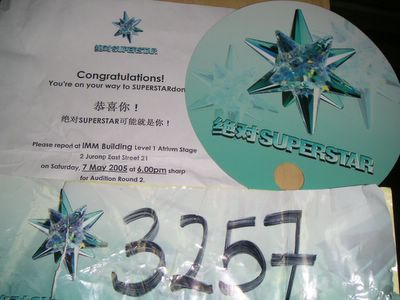 绝对SUPERSTAR
Congratulations!
You're on your way to SUPERSTARdom
恭喜你！
绝对SUPERSTAR可能就是你！
Please report at IMM Building Level 1 Atrium Stage
2 Jurong East Street 21
on Saturday, 7 May 2005 at 6.00pm sharp
for Audition Round 2.
绝对SUPERSTAR
3257